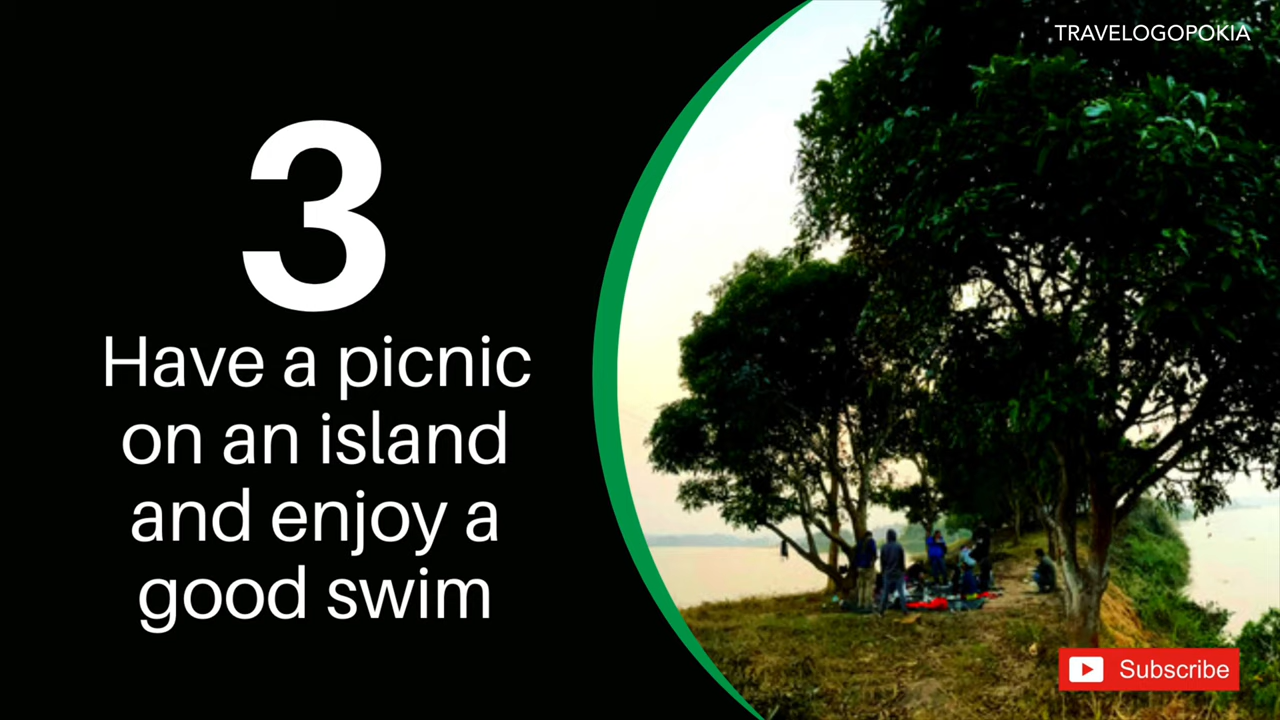 TRAVELOGOPOKIA
3
Have a picnic
on an island
and enjoy a
good swim
Subscribe